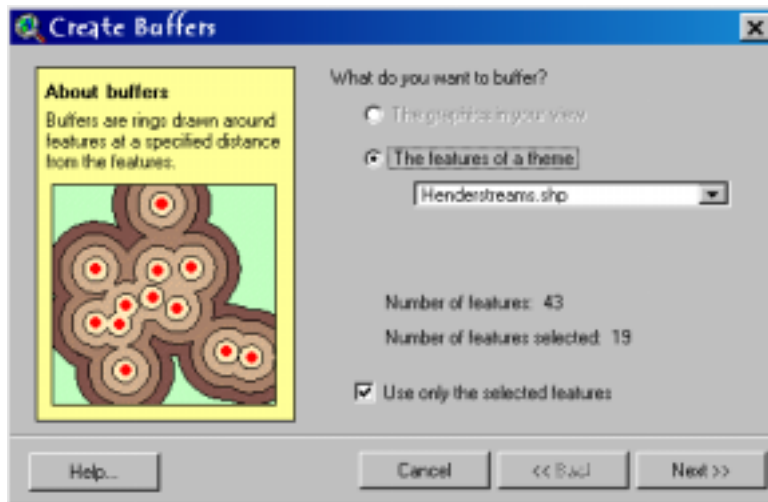 Create Buffers
About buffers
Buffers are rings drawn around
features at a specified distance
from the features.
What do you want to buffer?
The graphics in your view
The features of a theme
Henderstreams.shp
Number of features: 43
Number of features selected: 19
Use only the selected features
Help...
Cancel
<< Back
Next >>